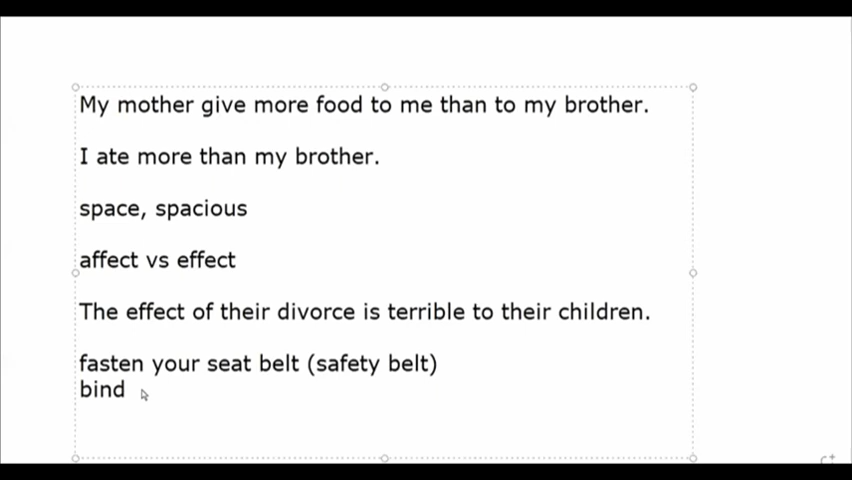 My mother give more food to me than to my brother.
I ate more than my brother.
space, spacious
affect vs effect
The effect of their divorce is terrible to their children.
fasten your seat belt (safety belt)
bind